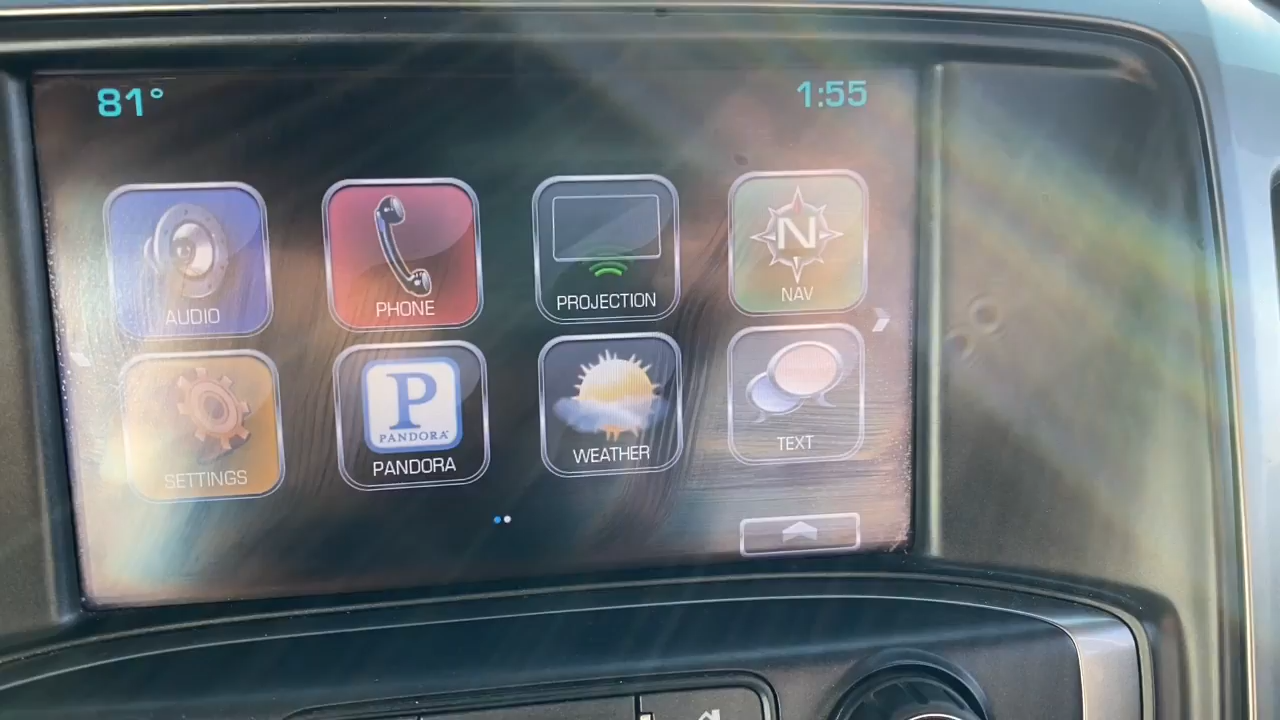 81°
1:55
AUDIO
PHONE
PROJECTION
N
NAV
SETTINGS
P
PANDORA
PANDORA
WEATHER
TEXT